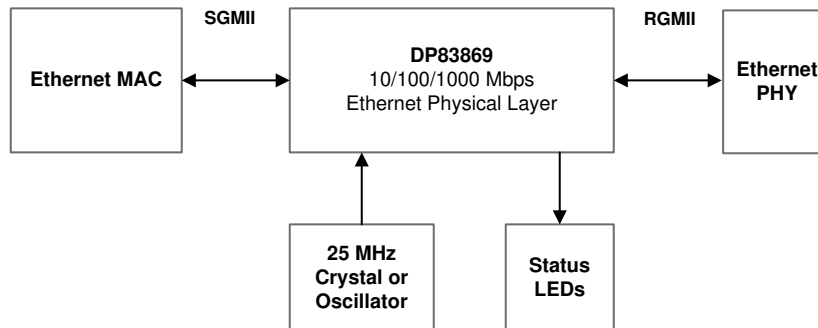 SGMII
RGMII
Ethernet MAC
DP83869
10/100/1000 Mbps
Ethernet Physical Layer
Ethernet
PHY
25 MHz
Crystal or
Oscillator
Status
LEDs